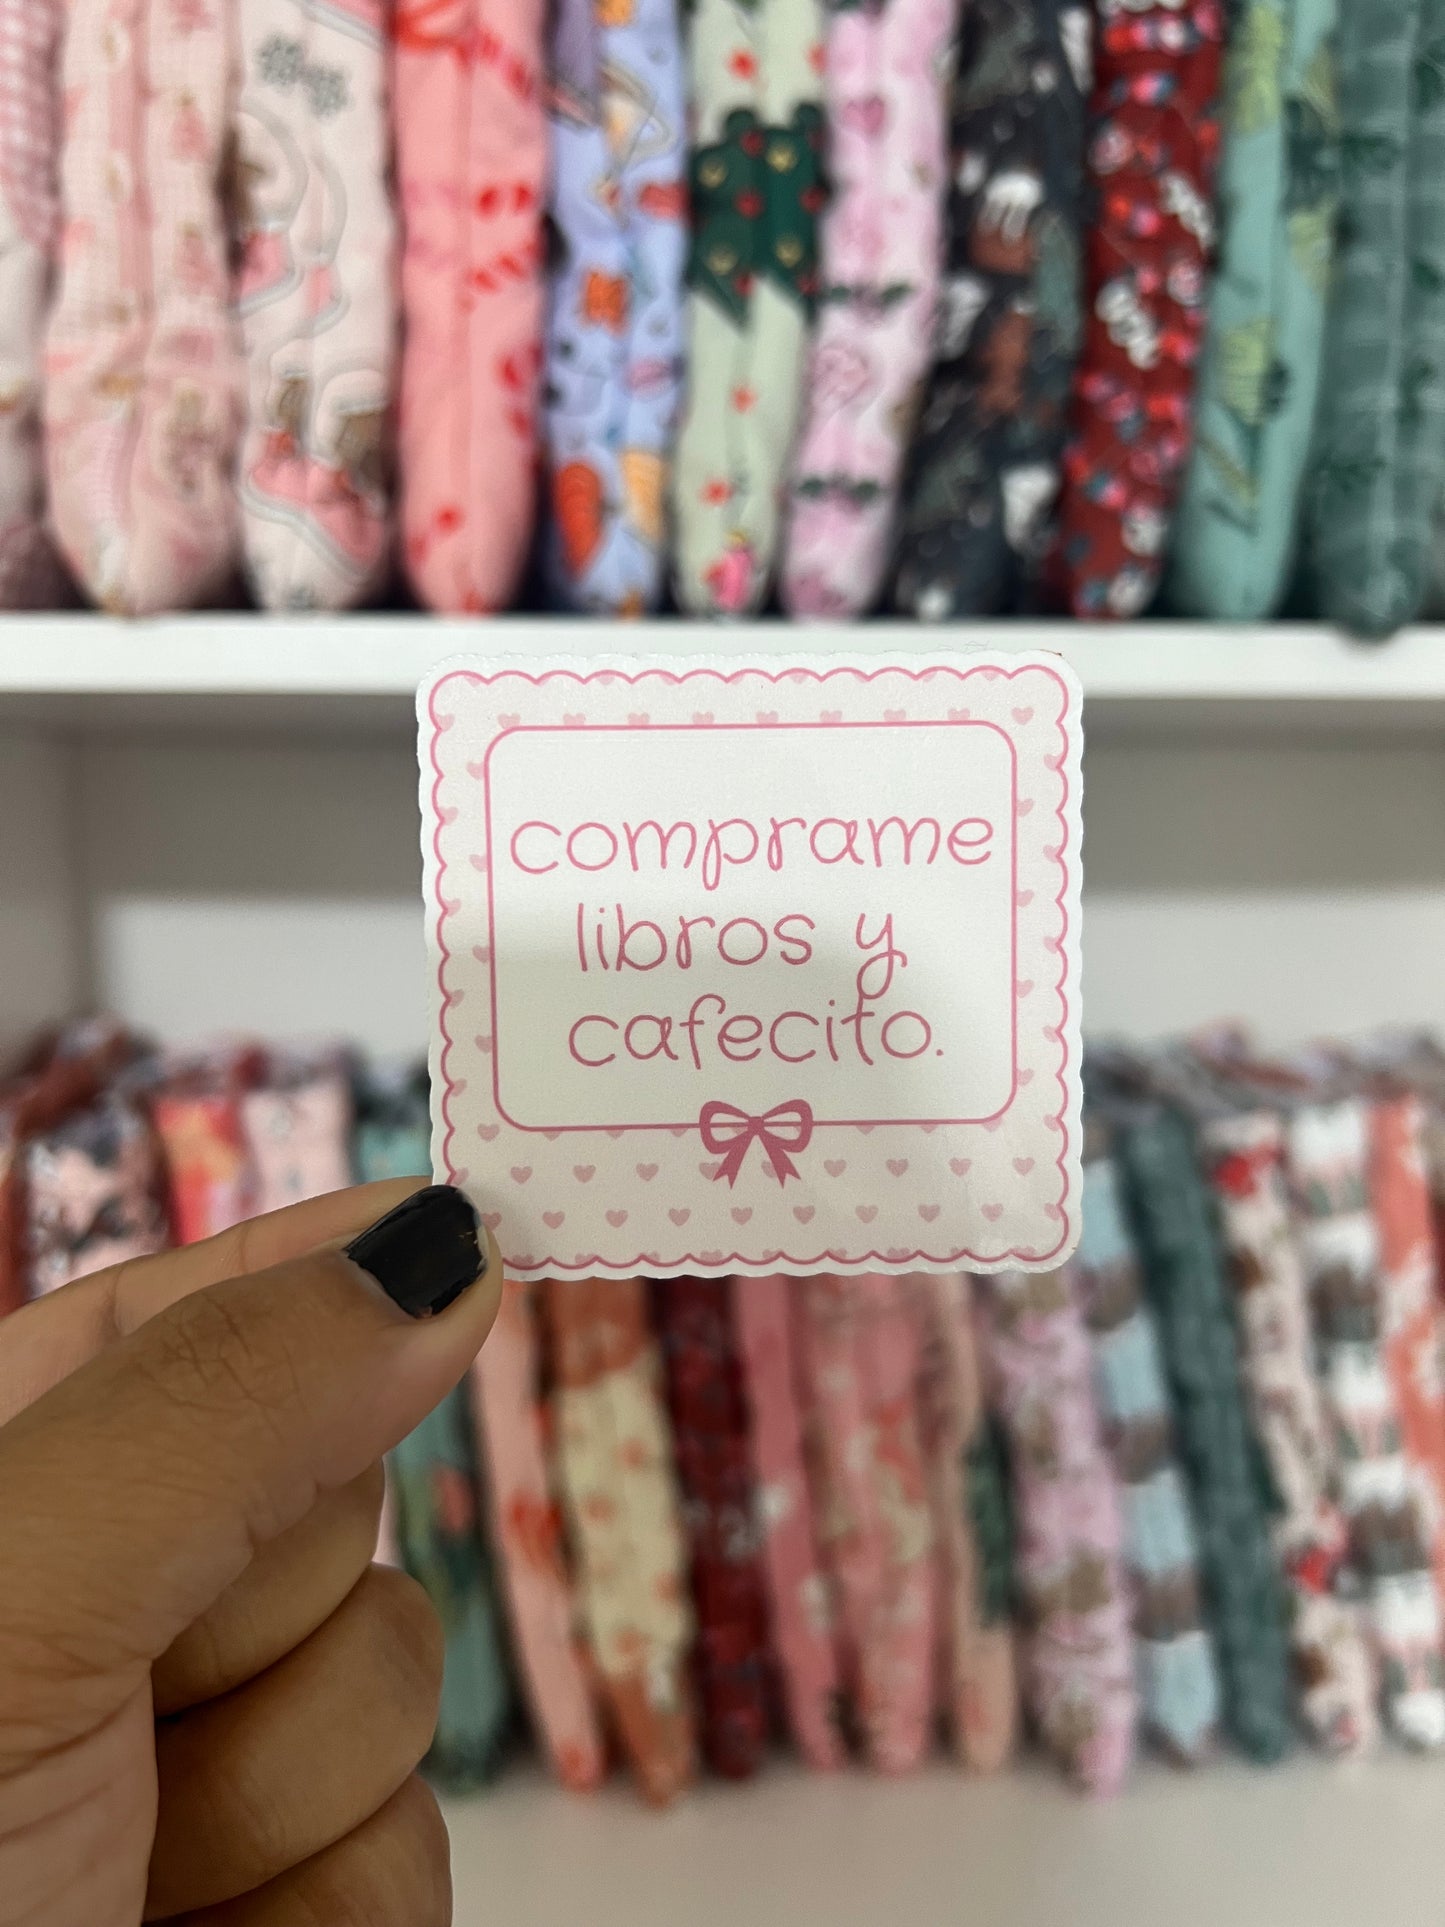 comprame
libros y
cafecito.